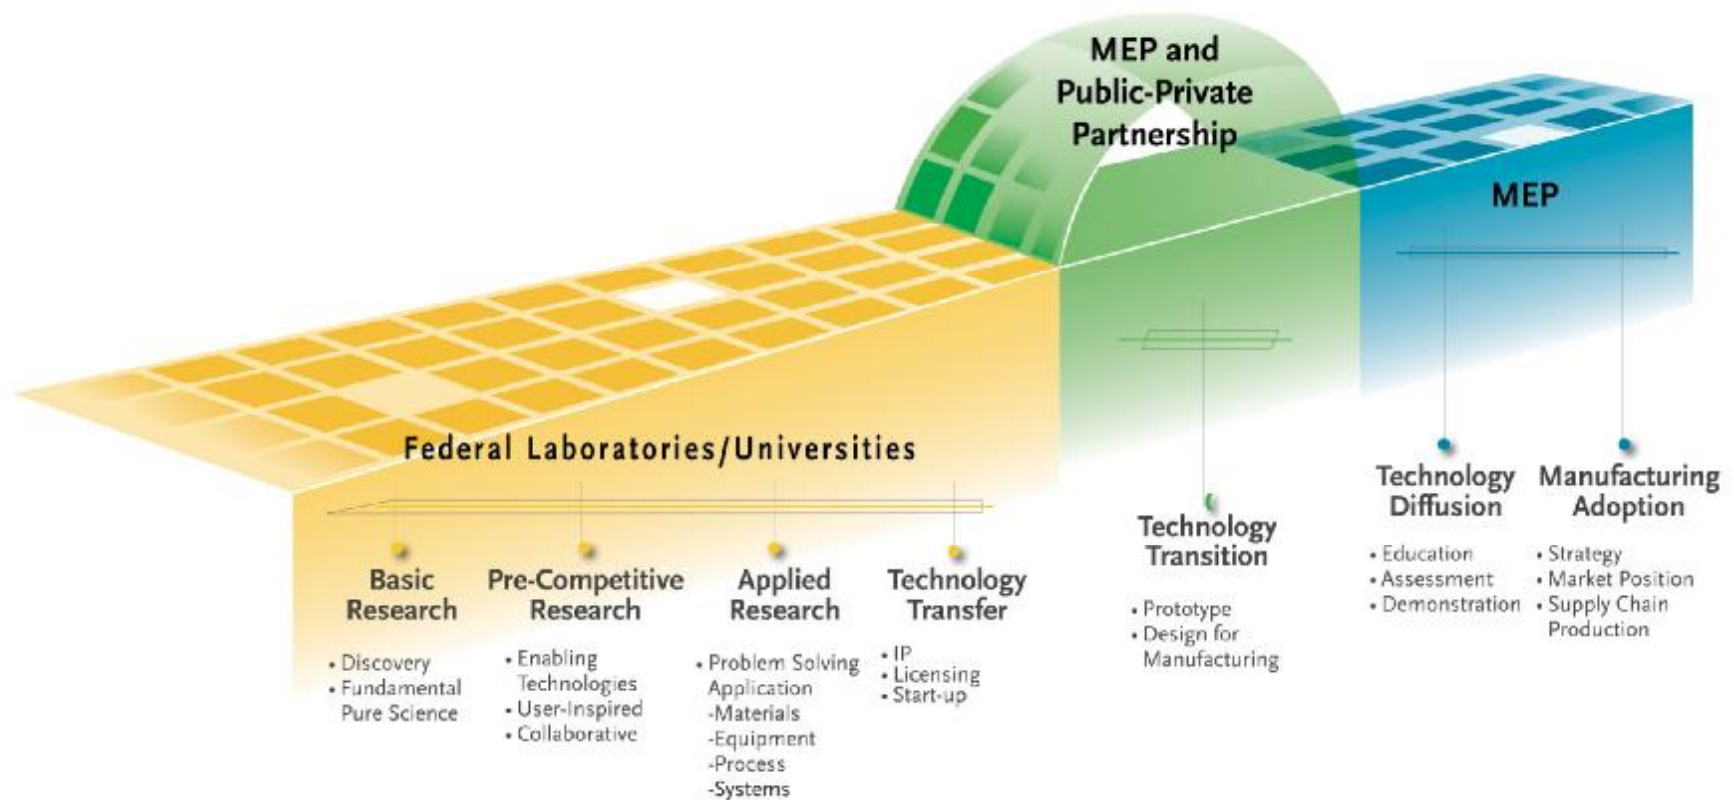 MEP and
Public-Private
Partnership
MEP
Federal Laboratories/Universities
Basic
Research
• Discovery
• Fundamental
Pure Science
Pre-Competitive
Research
• Enabling
Technologies
• User-Inspired
• Collaborative
Applied
Research
• Problem Solving
Application
-Materials
-Equipment
-Process
-Systems
Technology
Transfer
• IP
• Licensing
• Start-up
Technology
Transition
• Prototype
• Design for
Manufacturing
Technology
Diffusion
• Education
• Assessment
• Demonstration
Manufacturing
Adoption
• Strategy
• Market Position
• Supply Chain
Production